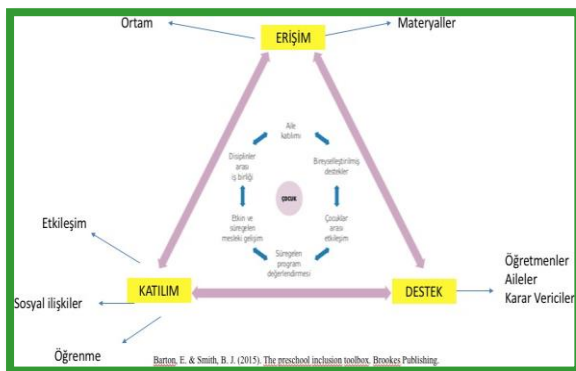 Ortam
ERİŞİM
Materyaller
Aile
katılımı
Disiplinler
arası
iş birliği
Bireyselleştirilmiş
destekler
ÇOCUK
Etkin ve
süregelen
mesleki gelişim
Çocuklar
arası
etkileşim
Süregelen
program
değerlendirmesi
Etkileşim
KATILIM
Sosyal ilişkiler
Öğrenme
DESTEK
Öğretmenler
Aileler
Karar Vericiler
Barton, E. & Smith, B. J. (2015). The preschool inclusion toolbox. Brookes Publishing.